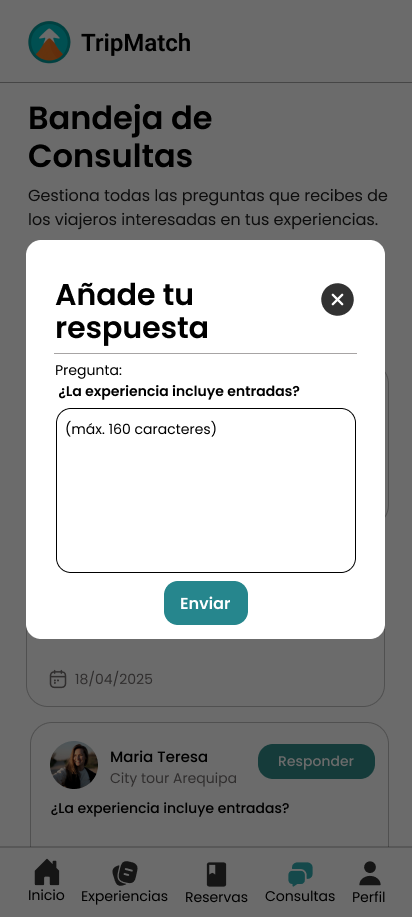 TripMatch
Bandeja de
Consultas
Gestiona todas las preguntas que recibes de
los viajeros interesadas en tus experiencias.
Añade tu
respuesta
Pregunta:
¿La experiencia incluye entradas?
(máx. 160 caracteres)
Enviar
18/04/2025
Maria Teresa
City tour Arequipa
Responder
¿La experiencia incluye entradas?
Inicio
Experiencias
Reservas
Consultas
Perfil